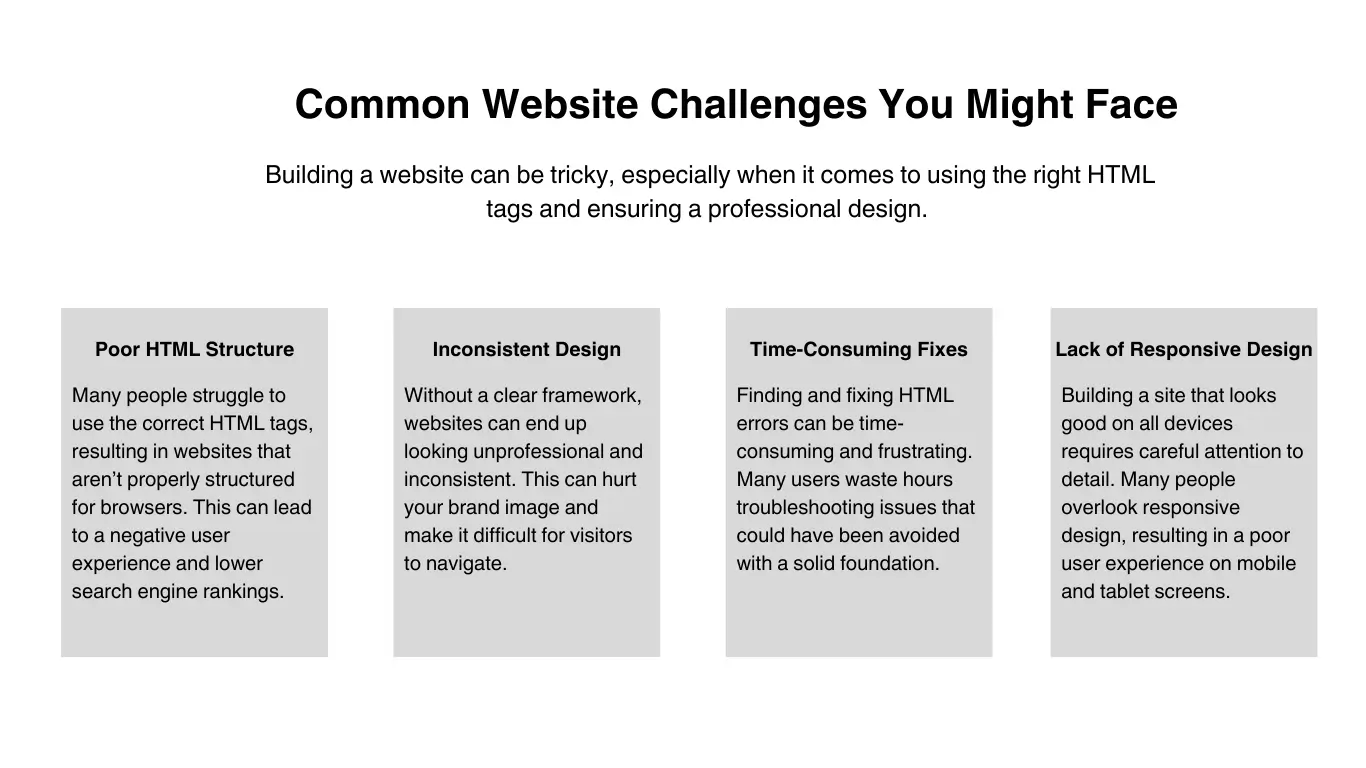 Common Website Challenges You Might Face
Building a website can be tricky, especially when it comes to using the right HTML
tags and ensuring a professional design.
Poor HTML Structure
Many people struggle to
use the correct HTML tags,
resulting in websites that
aren’t properly structured
for browsers. This can lead
to a negative user
experience and lower
search engine rankings.
Inconsistent Design
Without a clear framework,
websites can end up
looking unprofessional and
inconsistent. This can hurt
your brand image and
make it difficult for visitors
to navigate.
Time-Consuming Fixes
Finding and fixing HTML
errors can be time-
consuming and frustrating.
Many users waste hours
troubleshooting issues that
could have been avoided
with a solid foundation.
Lack of Responsive Design
Building a site that looks
good on all devices
requires careful attention to
detail. Many people
overlook responsive
design, resulting in a poor
user experience on mobile
and tablet screens.